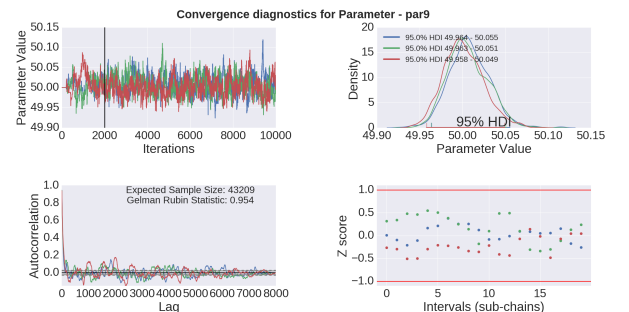 Convergence diagnostics for Parameter - par9
Parameter Value
50.15
50.10
50.05
50.00
49.95
49.90
0 2000 4000 6000 8000 10000
Iterations
Density
20
15
10
5
0
95.0% HDI 49.964 - 50.055
95.0% HDI 49.963 - 50.051
95.0% HDI 49.958 - 50.049
95% HDI
49.90 49.95 50.00 50.05 50.10 50.15
Parameter Value
Autocorrelation
1.0
0.8
0.6
0.4
0.2
0.0
Expected Sample Size: 43209
Gelman Rubin Statistic: 0.954
0 1000 2000 3000 4000 5000 6000 7000 8000
Lag
Z score
1.0
0.5
0.0
−0.5
−1.0
0 5 10 15
Intervals (sub-chains)